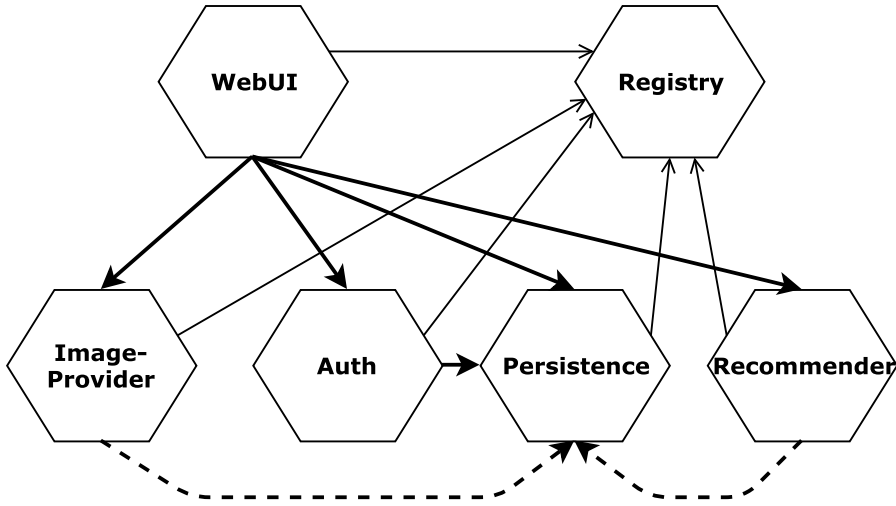 WebUI
Registry
Image-
Provider
Auth
Persistence
Recommender